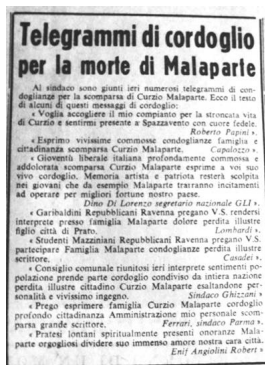 Telegrammi di cordoglio
per la morte di Malaparte
Al sindaco sono giunti ieri numerosi telegrammi di con-
doglianze per la scomparsa di Curzio Malaparte. Ecco il testo
di alcuni di questi messaggi di cordoglio:
« Voglia accogliere il mio compianto per la stroncata vita
di Curzio e sentirmi presente a Spazzavento con cuore fedele.
Roberto Papini ».
« Esprimo vivissime commosse condoglianze famiglia e
cittadinanza scomparsa Curzio Malaparte. Capalozzo ».
« Gioventù liberale italiana profondamente commossa e
addolorata scomparsa Curzio Malaparte esprime a voi suo
vivo cordoglio. Memoria artista e patriota resterà scolpita
nei giovani che da esempio Malaparte trarranno incitamenti
ad operare per migliori fortune nostro paese.
Dino Di Lorenzo segretario nazionale GLI ».
« Garibaldini Repubblicani Ravenna pregano V.S. rendersi
interprete presso famiglia Malaparte dolore perdita illustre
figlio città di Prato. Lombardi ».
« Studenti Mazziniani Repubblicani Ravenna pregano V.S.
partecipare Famiglia Malaparte condoglianze perdita illustre
scrittore. Casadei ».
« Consiglio comunale riunitosi ieri interprete sentimenti po-
polazione prende parte cordoglio condiviso da intiera nazione
perdita illustre cittadino Curzio Malaparte esaltandone per-
sonalità e vivissimo ingegno. Sindaco Ghizzani ».
« Prego esprimere famiglia Curzio Malaparte cordoglio
profondo cittadinanza Amministrazione mio personale scom-
parsa grande scrittore. Ferrari, sindaco Parma ».
« Pratesi lontani spiritualmente presenti onoranze Mala-
parte orgogliosi dividere suo immenso amore nostra cara città.
Enif Angiolini Robert »